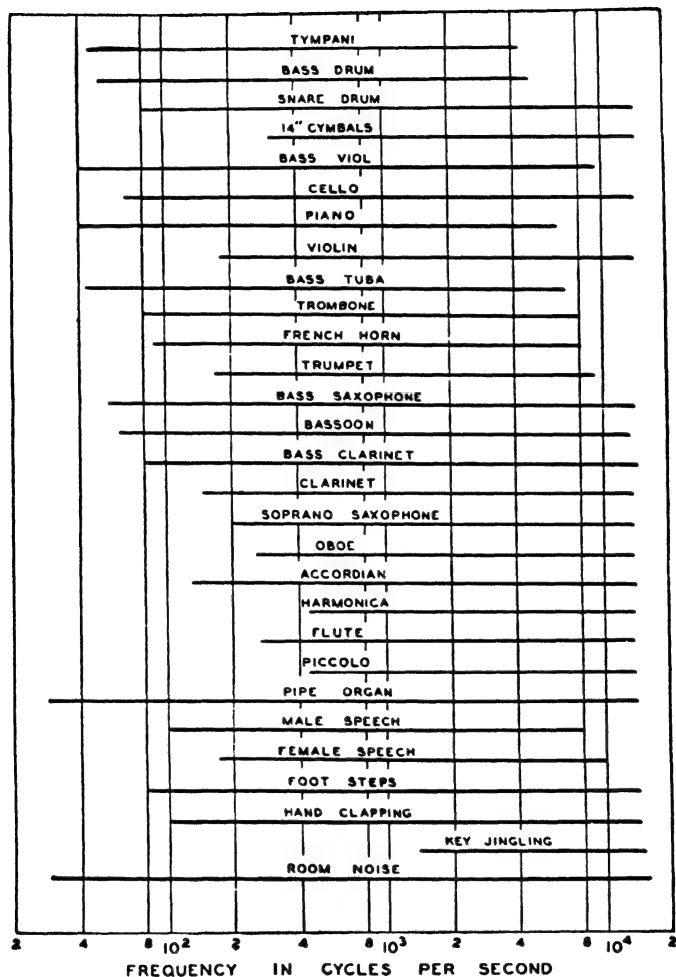 TYMPANI
BASS DRUM
SNARE DRUM
14" CYMBALS
BASS VIOL
CELLO
PIANO
VIOLIN
BASS TUBA
TROMBONE
FRENCH HORN
TRUMPET
BASS SAXOPHONE
BASSOON
BASS CLARINET
CLARINET
SOPRANO SAXOPHONE
OBOE
ACCORDIAN
HARMONICA
FLUTE
PICCOLO
PIPE ORGAN
MALE SPEECH
FEMALE SPEECH
FOOT STEPS
HAND CLAPPING
KEY JINGLING
ROOM NOISE
2 4 8 10² 2 4 8 10³ 2 4 8 10⁴ 2
FREQUENCY IN CYCLES PER SECOND